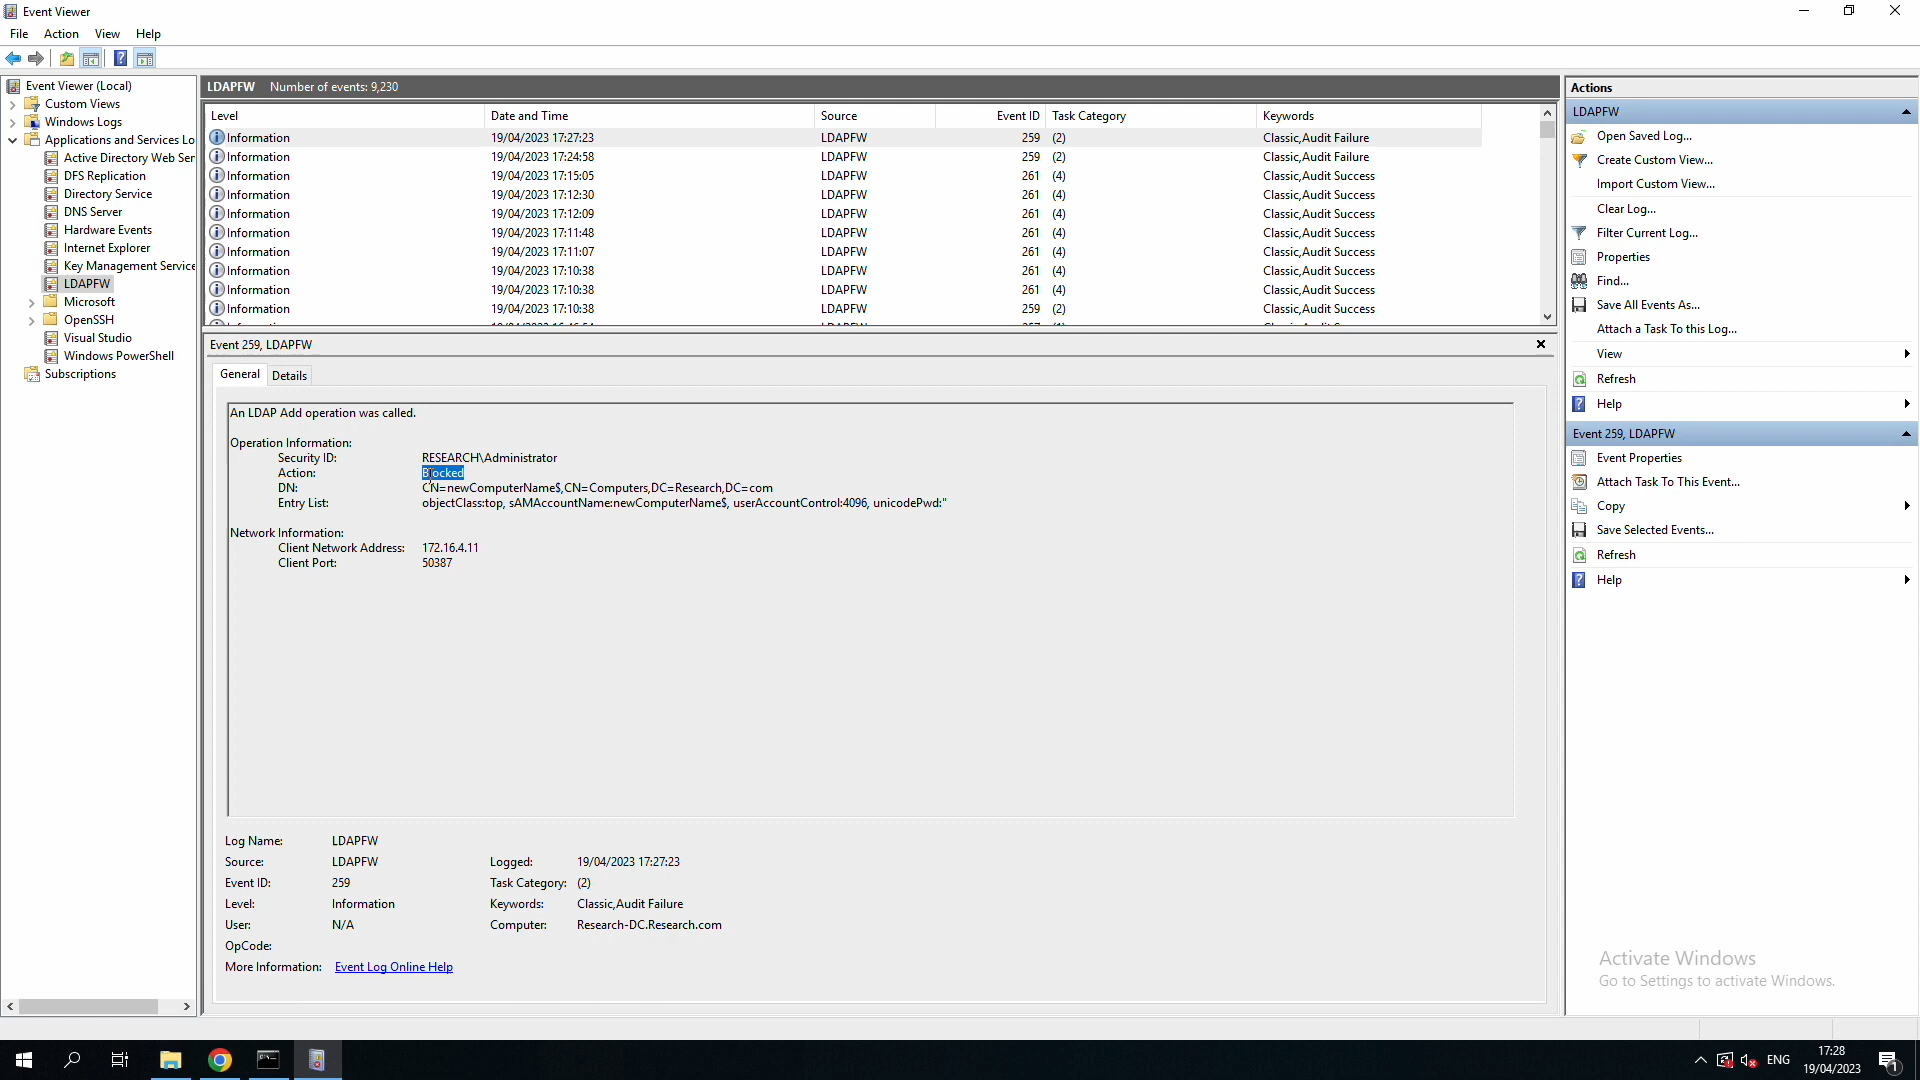 Event Viewer
File Action View Help
Event Viewer (Local)
Custom Views
Windows Logs
Applications and Services Lo
Active Directory Web Ser
DFS Replication
Directory Service
DNS Server
Hardware Events
Internet Explorer
Key Management Service
LDAPFW
Microsoft
OpenSSH
Visual Studio
Windows PowerShell
Subscriptions
LDAPFW Number of events: 9,230
Level Date and Time Source Event ID Task Category Keywords
Information 19/04/2023 17:27:23 LDAPFW 259 (2) Classic,Audit Failure
Information 19/04/2023 17:24:58 LDAPFW 259 (2) Classic,Audit Failure
Information 19/04/2023 17:15:05 LDAPFW 261 (4) Classic,Audit Success
Information 19/04/2023 17:12:30 LDAPFW 261 (4) Classic,Audit Success
Information 19/04/2023 17:12:09 LDAPFW 261 (4) Classic,Audit Success
Information 19/04/2023 17:11:48 LDAPFW 261 (4) Classic,Audit Success
Information 19/04/2023 17:11:07 LDAPFW 261 (4) Classic,Audit Success
Information 19/04/2023 17:10:38 LDAPFW 261 (4) Classic,Audit Success
Information 19/04/2023 17:10:38 LDAPFW 261 (4) Classic,Audit Success
Information 19/04/2023 17:10:38 LDAPFW 259 (2) Classic,Audit Success
Event 259, LDAPFW
General Details
An LDAP Add operation was called.
Operation Information:
Security ID: RESEARCH\Administrator
Action: Blocked
DN: CN=newComputerName$,CN=Computers,DC=Research,DC=com
Entry List: objectClass:top, sAMAccountName:newComputerName$, userAccountControl:4096, unicodePwd:"
Network Information:
Client Network Address: 172.16.4.11
Client Port: 50387
Log Name: LDAPFW
Source: LDAPFW Logged: 19/04/2023 17:27:23
Event ID: 259 Task Category: (2)
Level: Information Keywords: Classic,Audit Failure
User: N/A Computer: Research-DC.Research.com
OpCode:
More Information: Event Log Online Help
Actions
LDAPFW
Open Saved Log...
Create Custom View...
Import Custom View...
Clear Log...
Filter Current Log...
Properties
Find...
Save All Events As...
Attach a Task To this Log...
View
Refresh
Help
Event 259, LDAPFW
Event Properties
Attach Task To This Event...
Copy
Save Selected Events...
Refresh
Help
Activate Windows
Go to Settings to activate Windows.
ENG
17:28
19/04/2023
1